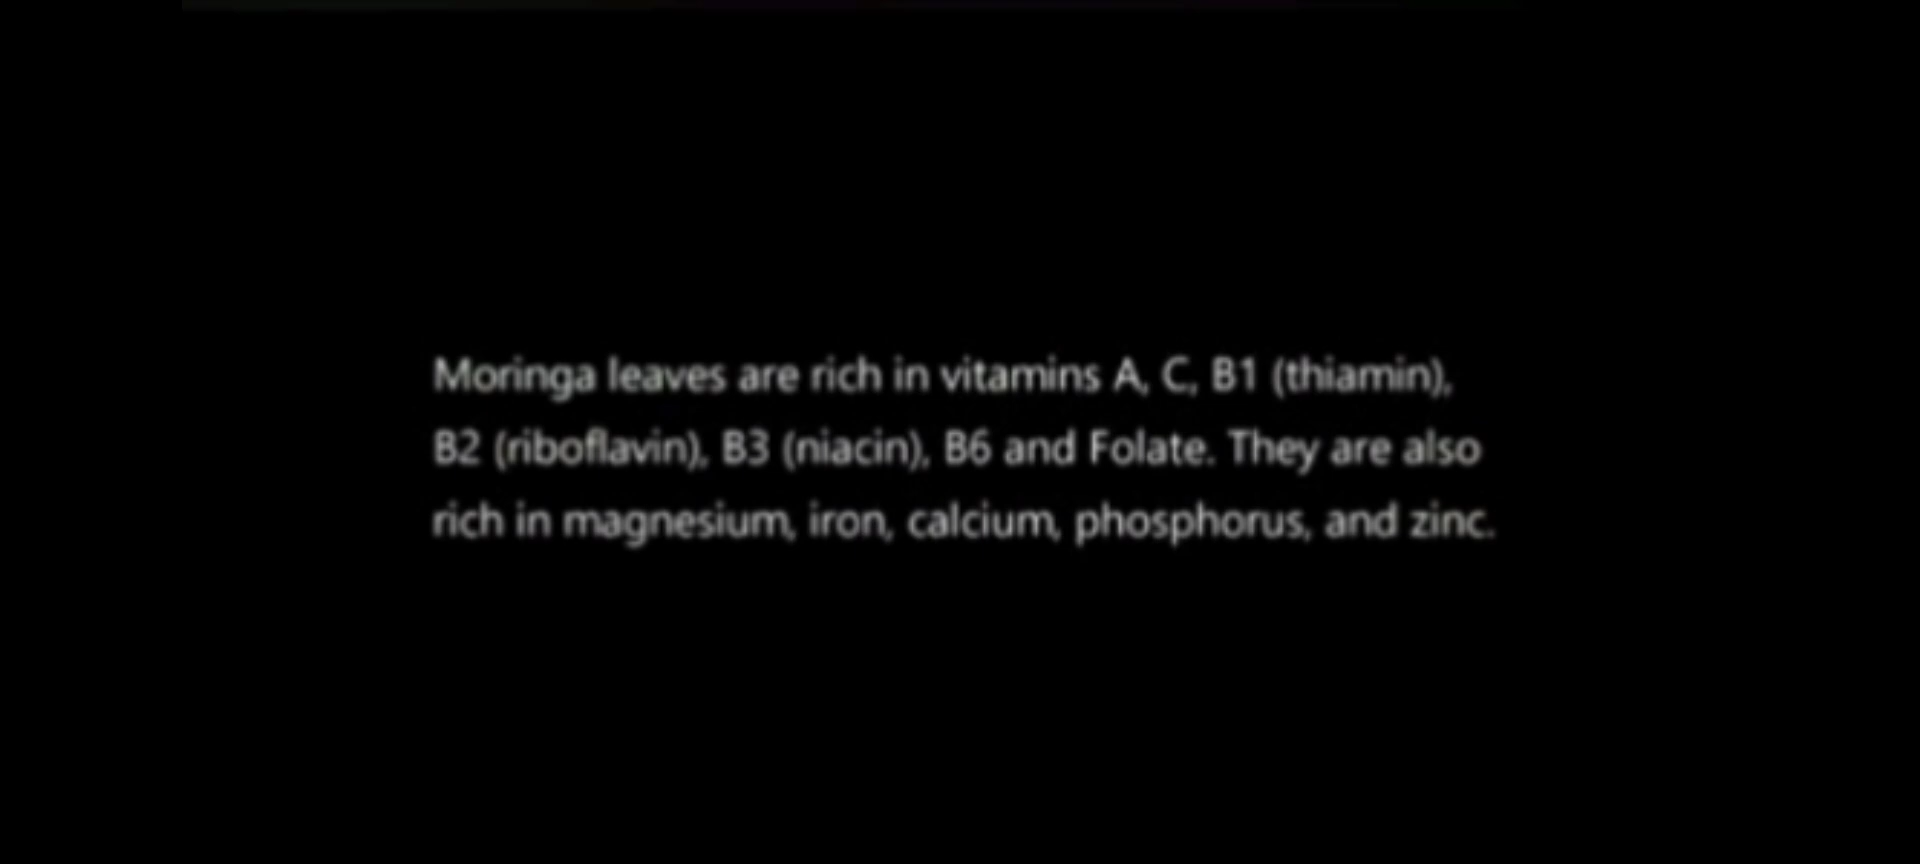 Moringa leaves are rich in vitamins A, C, B1 (thiamin),
B2 (riboflavin), B3 (niacin), B6 and Folate. They are also
rich in magnesium, iron, calcium, phosphorus, and zinc.